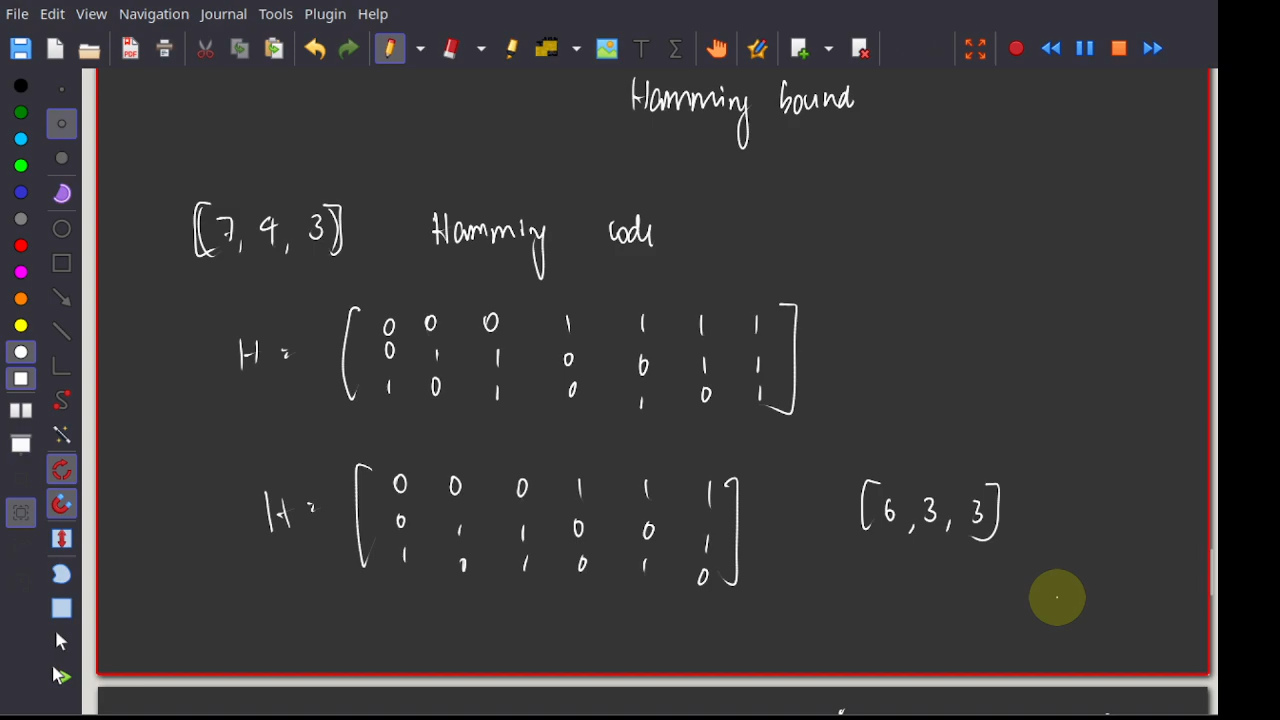 File Edit View Navigation Journal Tools Plugin Help
Hamming bound
[[7, 4, 3]] Hamming code
H = [ 0 0 0 1 1 1 1
0 1 1 0 0 1 1
1 0 1 0 1 0 1 ]
H = [ 0 0 0 1 1 1
0 1 1 0 0 1
1 0 1 0 1 0 ] [6, 3, 3]